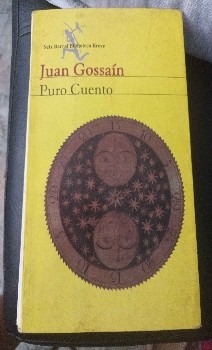 Seix Barral Biblioteca Breve
Juan Gossaín
Puro Cuento